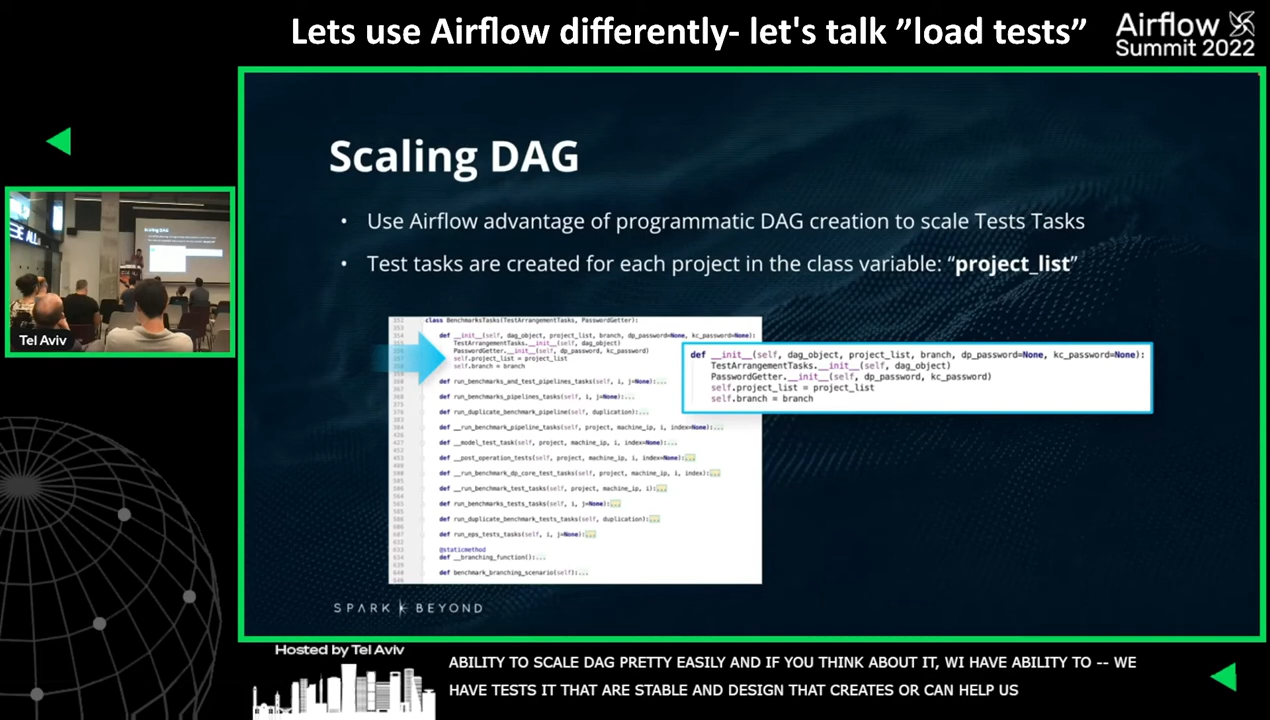 Lets use Airflow differently- let's talk ”load tests”
Airflow
Summit 2022
Scaling DAG
• Use Airflow advantage of programmatic DAG creation to scale Tests Tasks
• Test tasks are created for each project in the class variable: “project_list”
class BenchmarksTasks(TestArrangementTasks, PasswordGetter):
def __init__(self, dag_object, project_list, branch, dp_password=None, kc_password=None):
TestArrangementTasks.__init__(self, dag_object)
PasswordGetter.__init__(self, dp_password, kc_password)
self.project_list = project_list
self.branch = branch
def run_benchmarks_and_test_pipelines_tasks(self, i, j=None):...
def run_benchmarks_pipelines_tasks(self, i, j=None):...
def run_duplicate_benchmark_pipeline(self, duplication):...
def __run_benchmark_pipeline_tasks(self, project, machine_ip, i, index=None):...
def __model_test_task(self, project, machine_ip, i, index=None):...
def __post_operation_tests(self, project, machine_ip, i, index=None):...
def __run_benchmark_dp_core_test_tasks(self, project, machine_ip, i, index):...
def __run_benchmark_test_tasks(self, project, machine_ip, i):...
def run_benchmarks_tests_tasks(self, i, j=None):...
def run_duplicate_benchmark_tests_tasks(self, duplication):...
def run_eps_tests_tasks(self, i, j=None):...
@staticmethod
def __branching_function():...
def benchmark_branching_scenario(self):...
def __init__(self, dag_object, project_list, branch, dp_password=None, kc_password=None):
TestArrangementTasks.__init__(self, dag_object)
PasswordGetter.__init__(self, dp_password, kc_password)
self.project_list = project_list
self.branch = branch
SPARK BEYOND
Tel Aviv
Hosted by Tel Aviv
ABILITY TO SCALE DAG PRETTY EASILY AND IF YOU THINK ABOUT IT, WI HAVE ABILITY TO -- WE
HAVE TESTS IT THAT ARE STABLE AND DESIGN THAT CREATES OR CAN HELP US